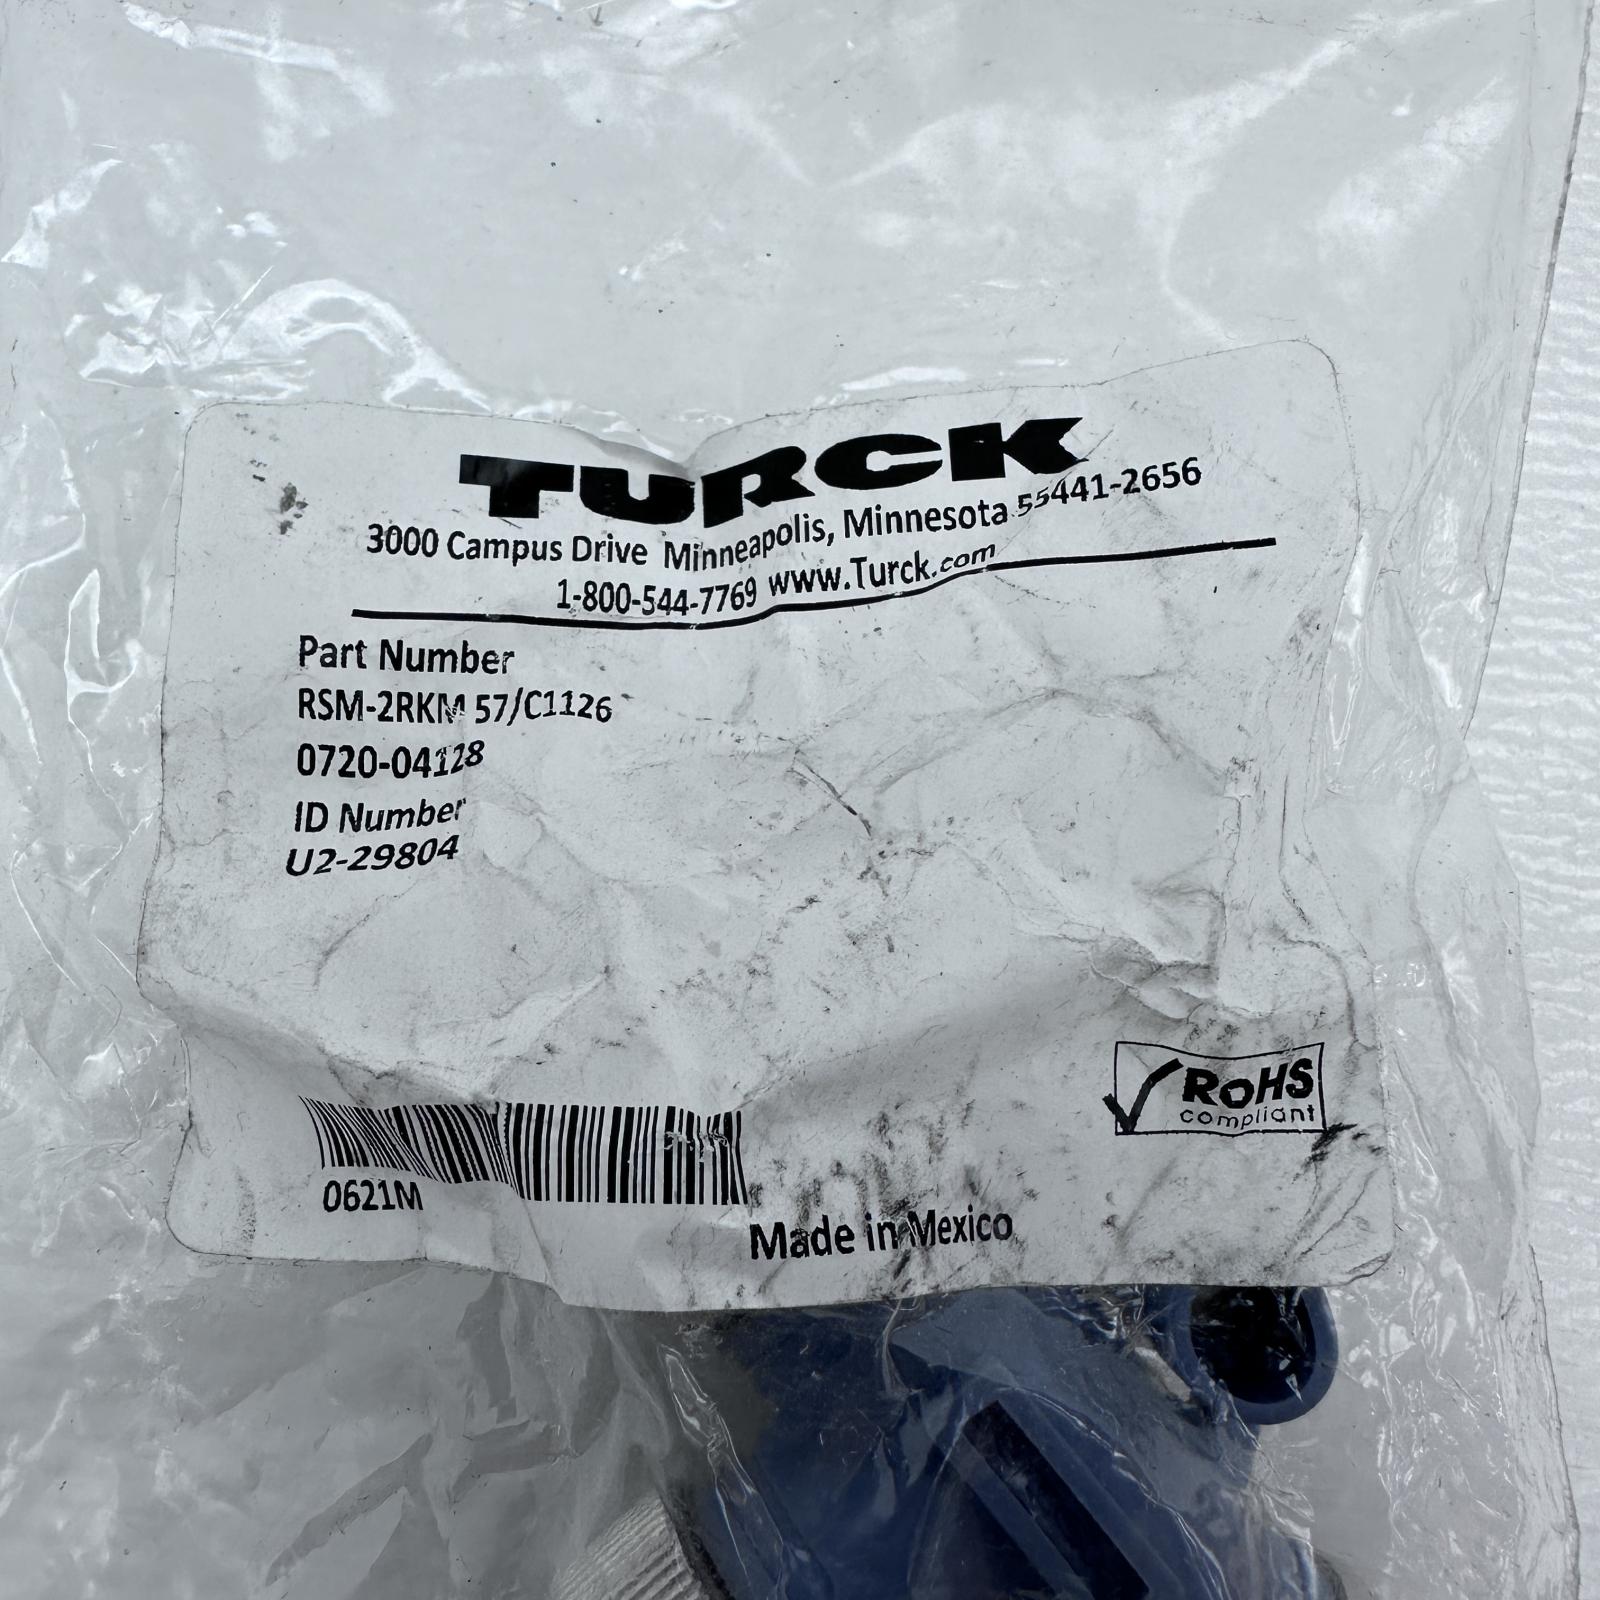 TURCK
3000 Campus Drive Minneapolis, Minnesota 55441-2656
1-800-544-7769 www.Turck.com
Part Number
RSM-2RKM 57/C1126
0720-04128
ID Number
U2-29804
RoHS
compliant
0621M
Made in Mexico